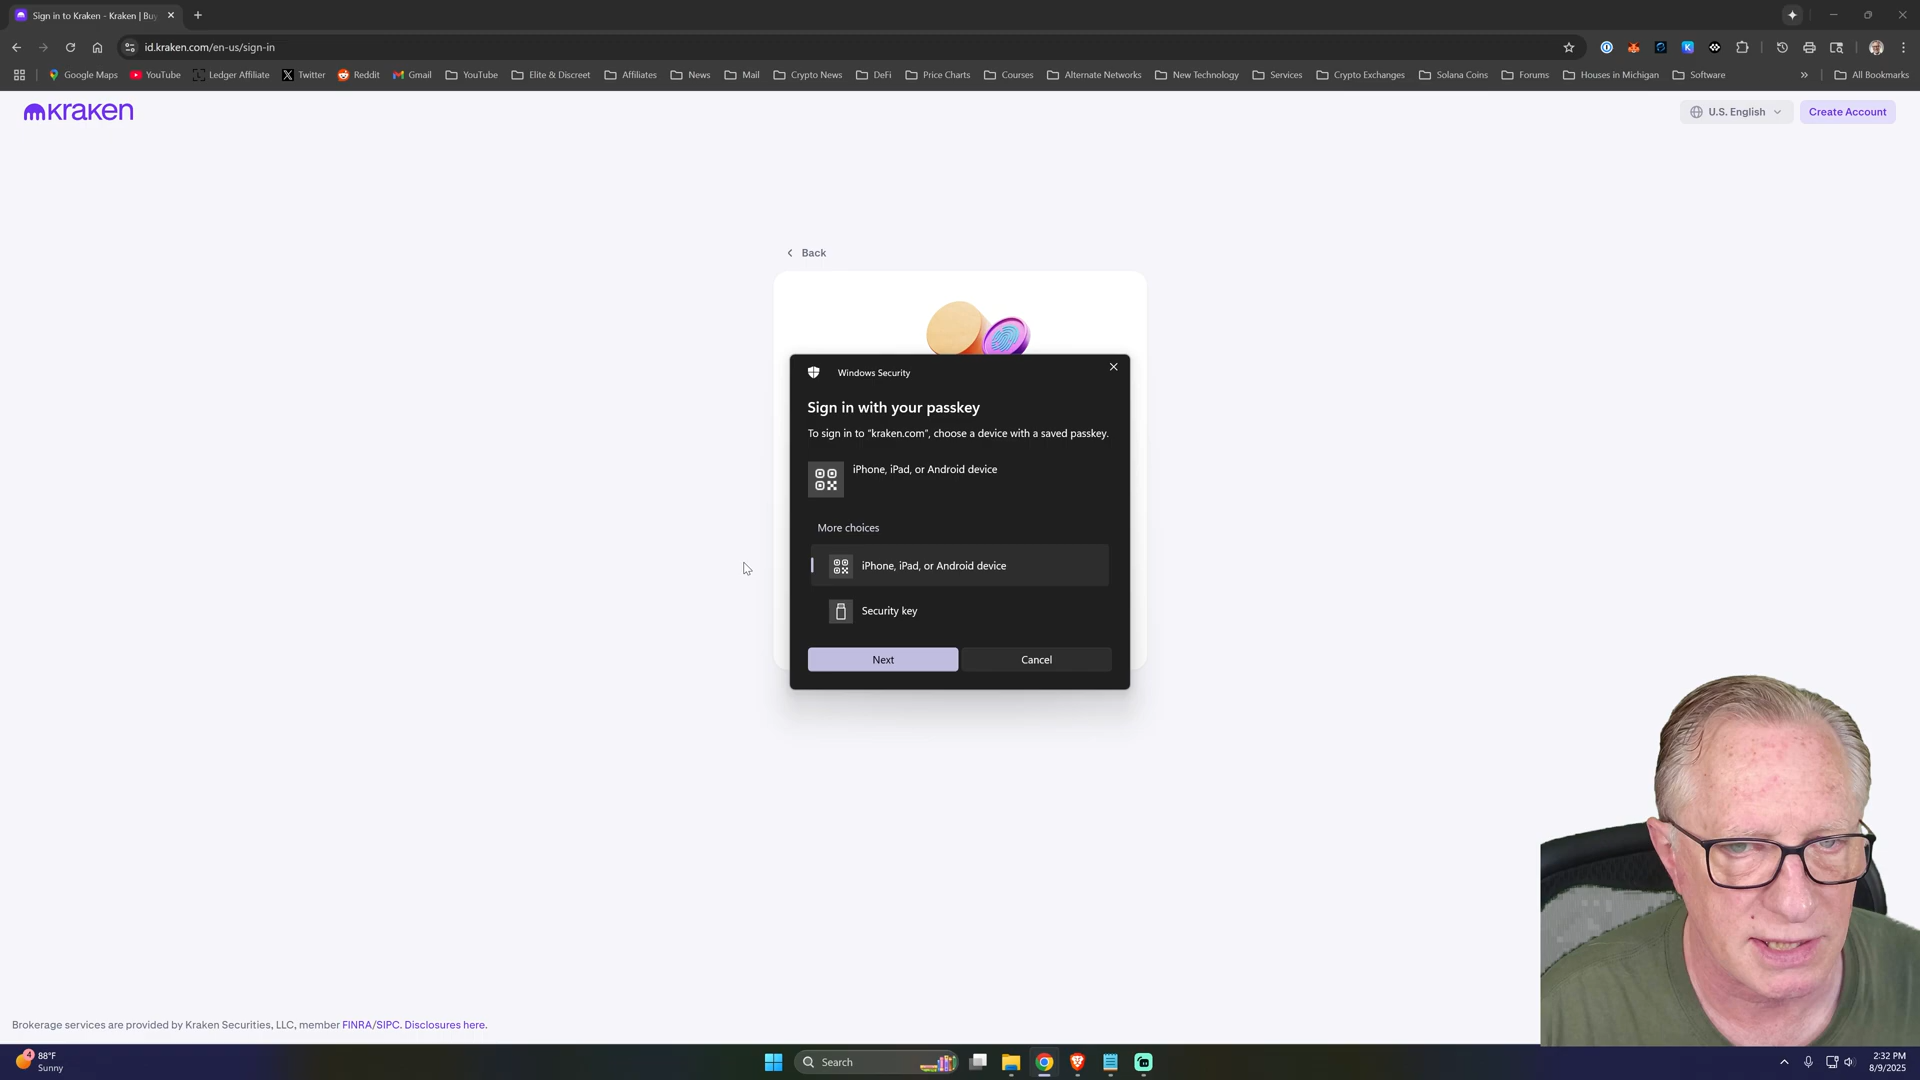 Sign in to Kraken - Kraken | Buy
id.kraken.com/en-us/sign-in
Google Maps
YouTube
Ledger Affiliate
Twitter
Reddit
Gmail
YouTube
Elite & Discreet
Affiliates
News
Mail
Crypto News
DeFi
Price Charts
Courses
Alternate Networks
New Technology
Services
Crypto Exchanges
Solana Coins
Forums
Houses in Michigan
Software
All Bookmarks
kraken
U.S. English
Create Account
Back
Windows Security
Sign in with your passkey
To sign in to "kraken.com", choose a device with a saved passkey.
iPhone, iPad, or Android device
More choices
iPhone, iPad, or Android device
Security key
Next
Cancel
Brokerage services are provided by Kraken Securities, LLC, member FINRA/SIPC. Disclosures here.
4
88°F
Sunny
Search
2:32 PM
8/9/2025